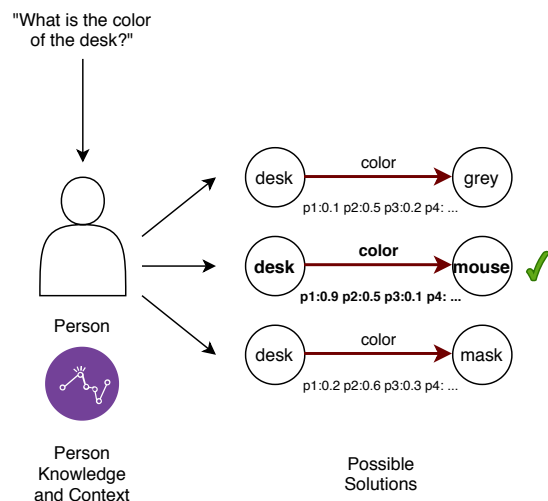 "What is the color
of the desk?"
color
desk
grey
p1:0.1 p2:0.5 p3:0.2 p4: ...
color
desk
mouse
p1:0.9 p2:0.5 p3:0.1 p4: ...
Person
color
desk
mask
p1:0.2 p2:0.6 p3:0.3 p4: ...
Person
Knowledge
and Context
Possible
Solutions